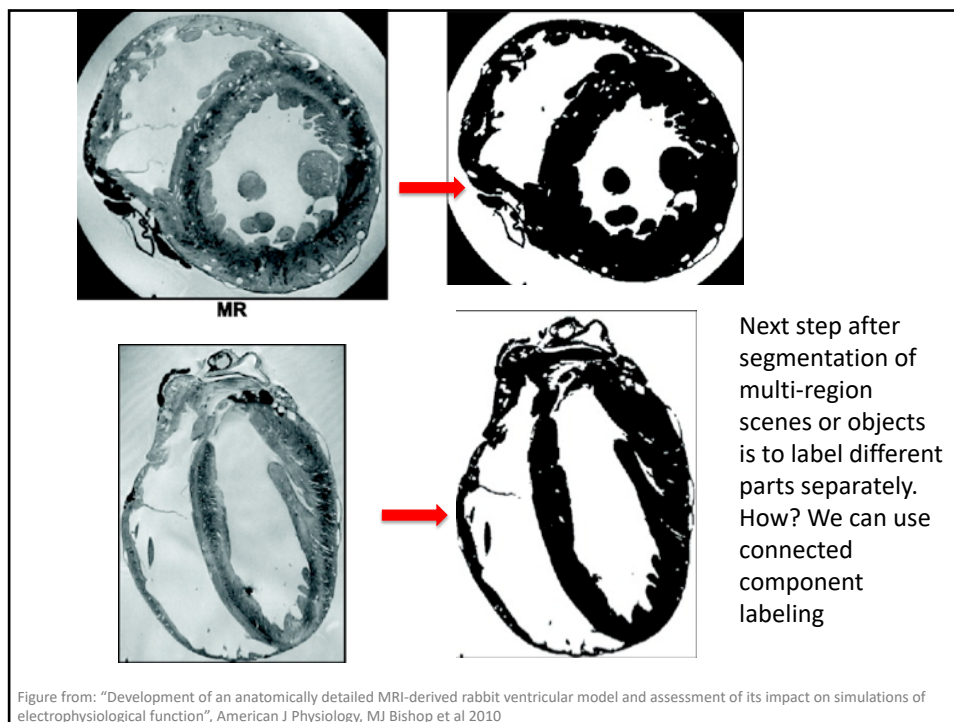 MR
Next step after
segmentation of
multi-region
scenes or objects
is to label different
parts separately.
How? We can use
connected
component
labeling
Figure from: “Development of an anatomically detailed MRI-derived rabbit ventricular model and assessment of its impact on simulations of
electrophysiological function”, American J Physiology, MJ Bishop et al 2010